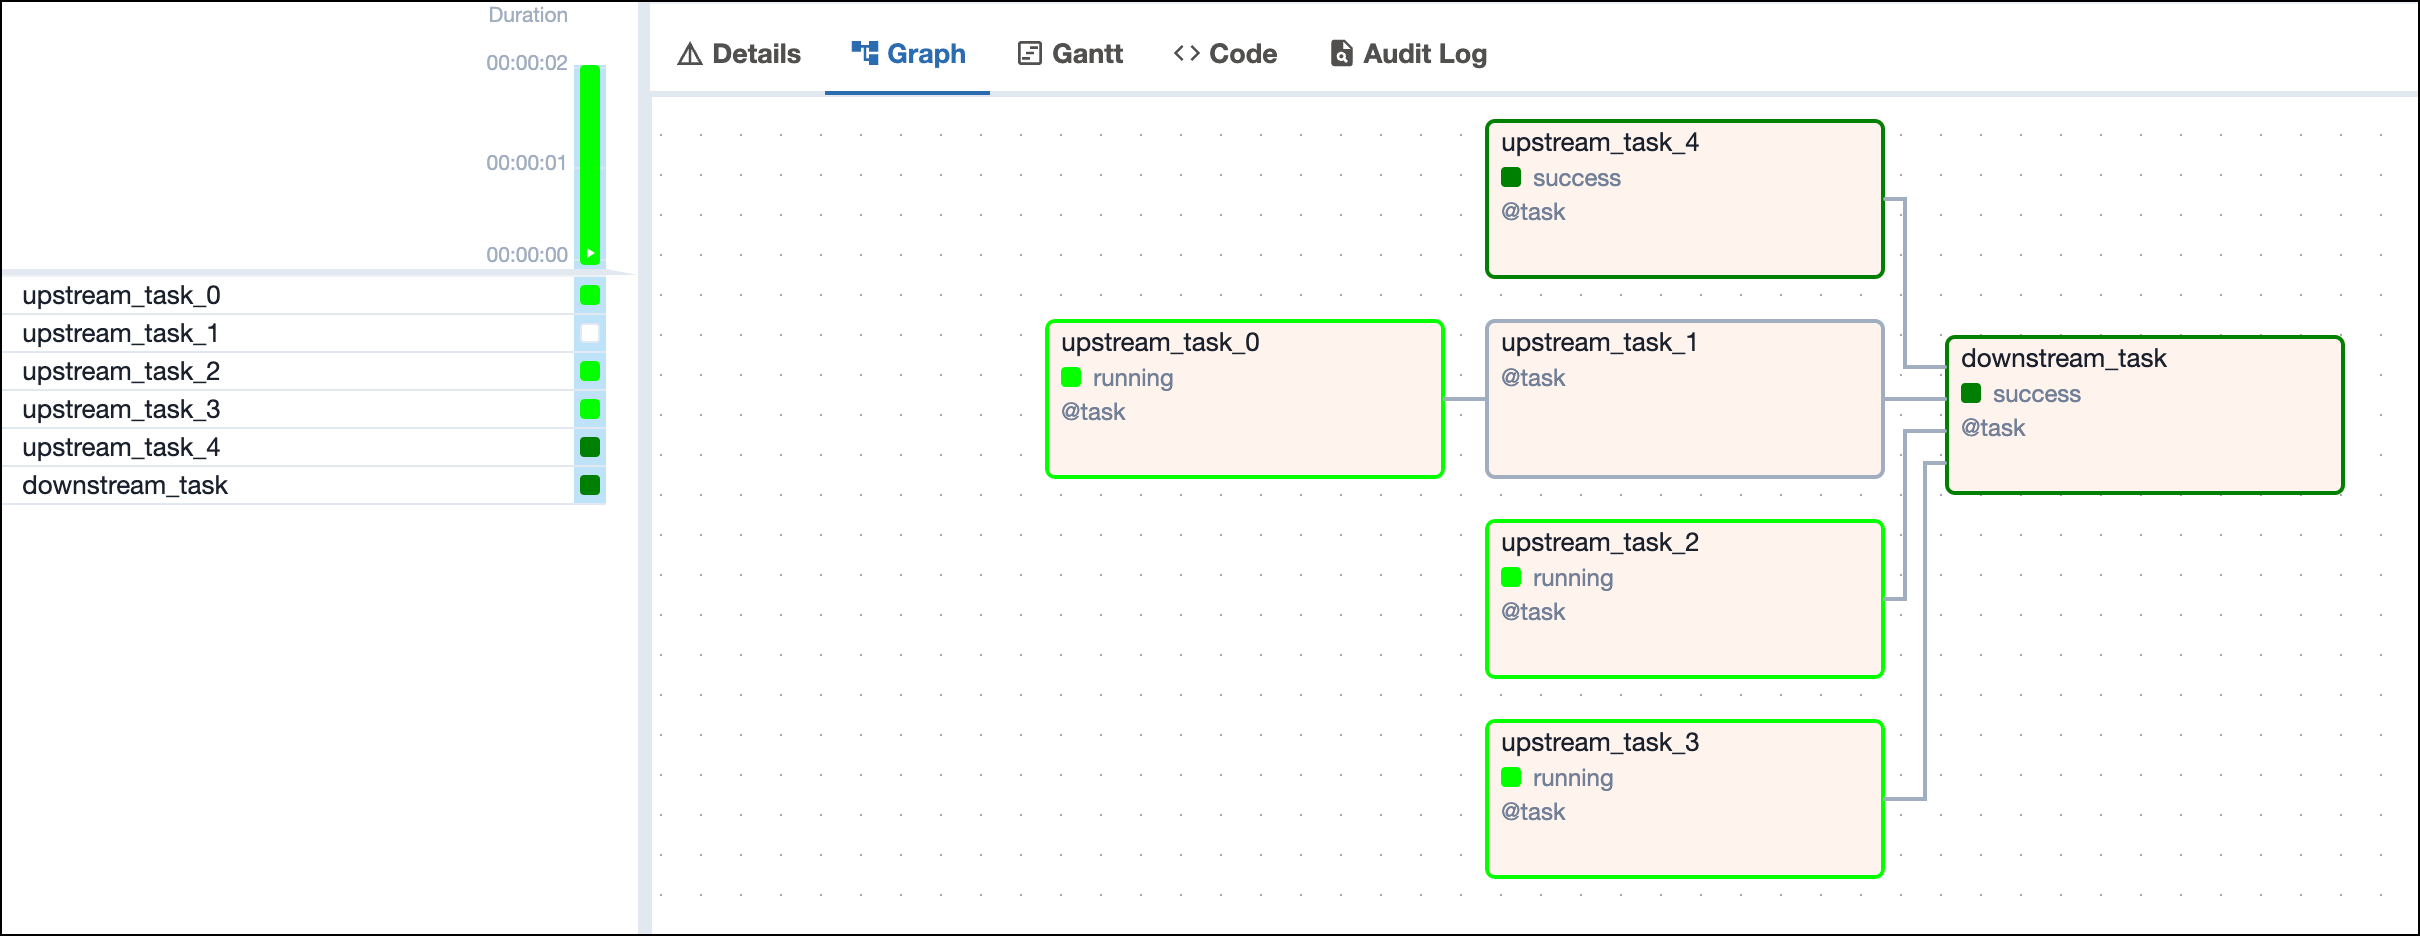 Duration
00:00:02
00:00:01
00:00:00
upstream_task_0
upstream_task_1
upstream_task_2
upstream_task_3
upstream_task_4
downstream_task
Details Graph Gantt Code Audit Log
upstream_task_4
success
@task
upstream_task_0
running
@task
upstream_task_1
@task
downstream_task
success
@task
upstream_task_2
running
@task
upstream_task_3
running
@task